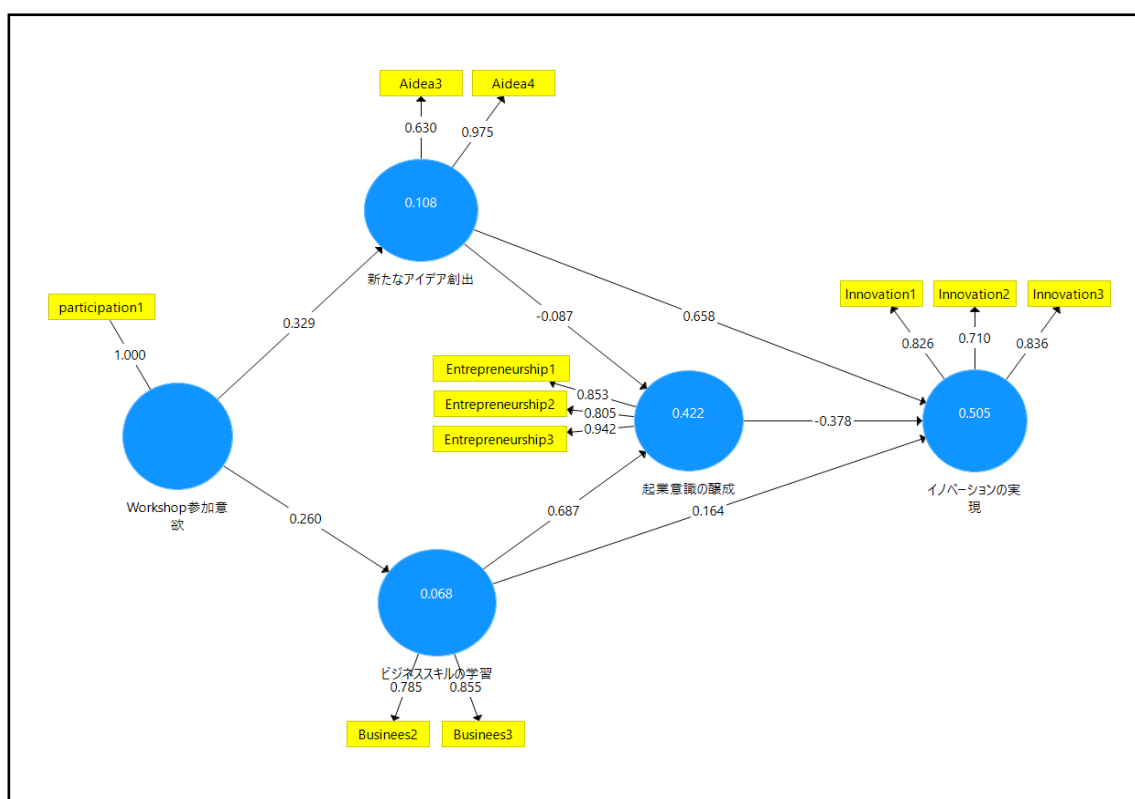 Aidea3
Aidea4
0.630
0.975
0.108
新たなアイデア創出
participation1
1.000
0.329
-0.087
0.658
Innovation1
Innovation2
Innovation3
0.826
0.710
0.836
Entrepreneurship1
Entrepreneurship2
Entrepreneurship3
0.853
0.805
0.942
0.422
-0.378
0.505
起業意識の醸成
イノベーションの実
現
Workshop参加意
欲
0.260
0.687
0.164
0.068
ビジネススキルの学習
0.785
0.855
Businees2
Businees3